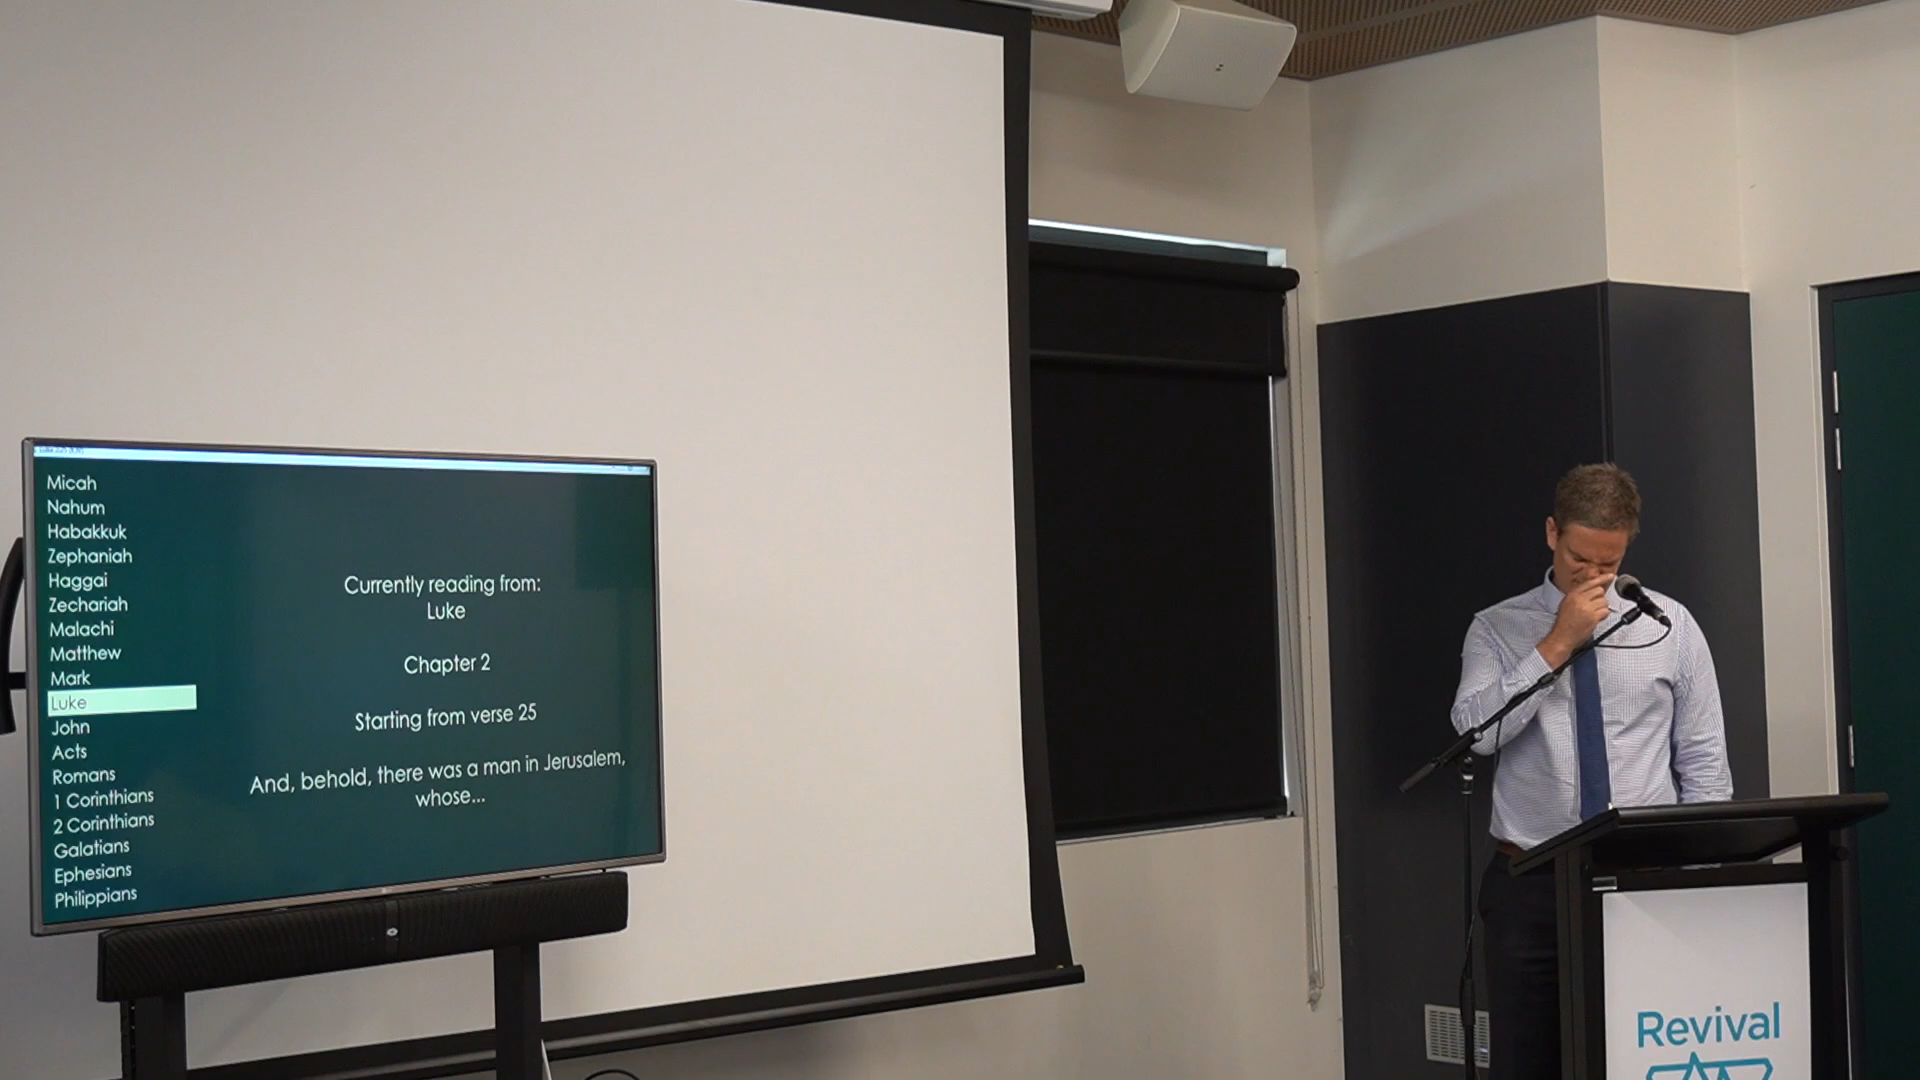 Micah
Nahum
Habakkuk
Zephaniah
Haggai
Zechariah
Malachi
Matthew
Mark
Luke
John
Acts
Romans
1 Corinthians
2 Corinthians
Galatians
Ephesians
Philippians
Currently reading from:
Luke
Chapter 2
Starting from verse 25
And, behold, there was a man in Jerusalem,
whose...
Revival